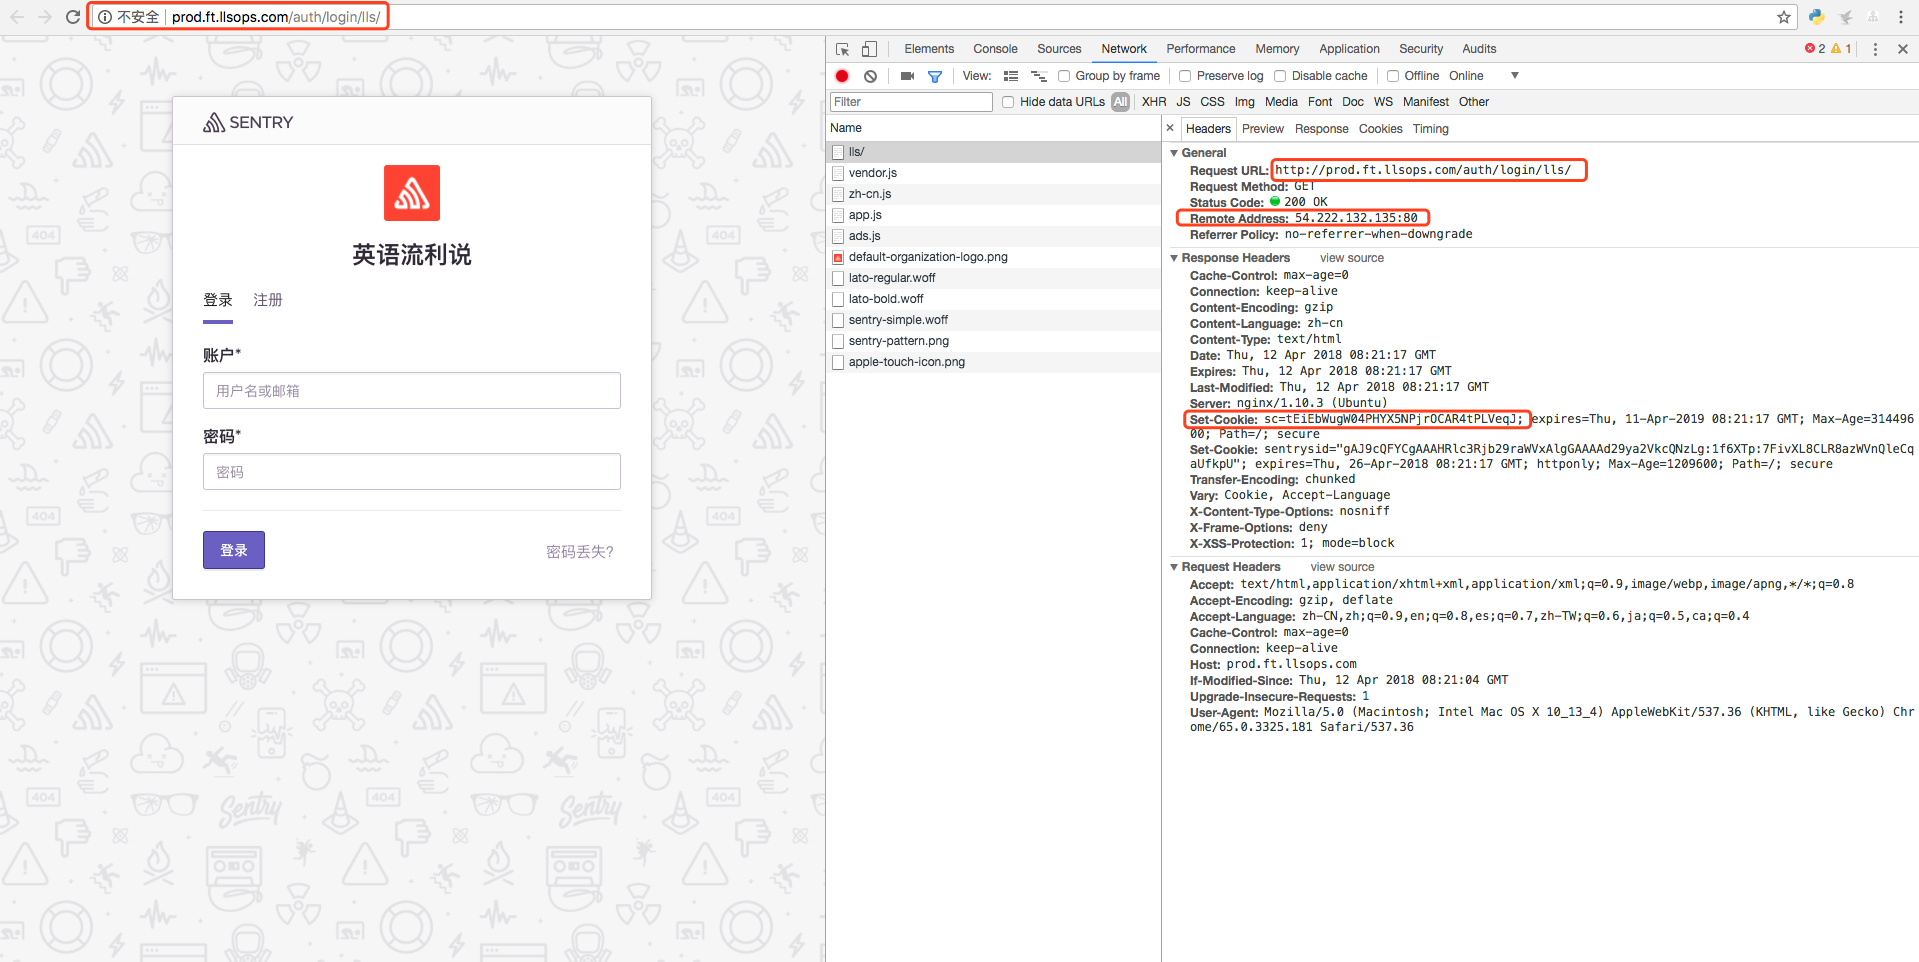 不安全 prod.ft.llsops.com/auth/login/lls/
SENTRY
英语流利说
登录 注册
账户*
用户名或邮箱
密码*
密码
登录 密码丢失?
404
Sentry
Elements Console Sources Network Performance Memory Application Security Audits 2 1
View: Group by frame Preserve log Disable cache Offline Online
Filter Hide data URLs All XHR JS CSS Img Media Font Doc WS Manifest Other
Name
lls/
vendor.js
zh-cn.js
app.js
ads.js
default-organization-logo.png
lato-regular.woff
lato-bold.woff
sentry-simple.woff
sentry-pattern.png
apple-touch-icon.png
Headers Preview Response Cookies Timing
General
Request URL: http://prod.ft.llsops.com/auth/login/lls/
Request Method: GET
Status Code: 200 OK
Remote Address: 54.222.132.135:80
Referrer Policy: no-referrer-when-downgrade
Response Headers view source
Cache-Control: max-age=0
Connection: keep-alive
Content-Encoding: gzip
Content-Language: zh-cn
Content-Type: text/html
Date: Thu, 12 Apr 2018 08:21:17 GMT
Expires: Thu, 12 Apr 2018 08:21:17 GMT
Last-Modified: Thu, 12 Apr 2018 08:21:17 GMT
Server: nginx/1.10.3 (Ubuntu)
Set-Cookie: sc=tEiEbWugW04PHYX5NPjrOCAR4tPLVeqJ; expires=Thu, 11-Apr-2019 08:21:17 GMT; Max-Age=314496
00; Path=/; secure
Set-Cookie: sentrysid="gAJ9cQFYCgAAAHRlc3Rjb29raWVxAlgGAAAAd29ya2VkcQNzLg:1f6XTp:7FivXL8CLR8azWVnQleCq
aUfkpU"; expires=Thu, 26-Apr-2018 08:21:17 GMT; httponly; Max-Age=1209600; Path=/; secure
Transfer-Encoding: chunked
Vary: Cookie, Accept-Language
X-Content-Type-Options: nosniff
X-Frame-Options: deny
X-XSS-Protection: 1; mode=block
Request Headers view source
Accept: text/html,application/xhtml+xml,application/xml;q=0.9,image/webp,image/apng,*/*;q=0.8
Accept-Encoding: gzip, deflate
Accept-Language: zh-CN,zh;q=0.9,en;q=0.8,es;q=0.7,zh-TW;q=0.6,ja;q=0.5,ca;q=0.4
Cache-Control: max-age=0
Connection: keep-alive
Host: prod.ft.llsops.com
If-Modified-Since: Thu, 12 Apr 2018 08:21:04 GMT
Upgrade-Insecure-Requests: 1
User-Agent: Mozilla/5.0 (Macintosh; Intel Mac OS X 10_13_4) AppleWebKit/537.36 (KHTML, like Gecko) Chr
ome/65.0.3325.181 Safari/537.36